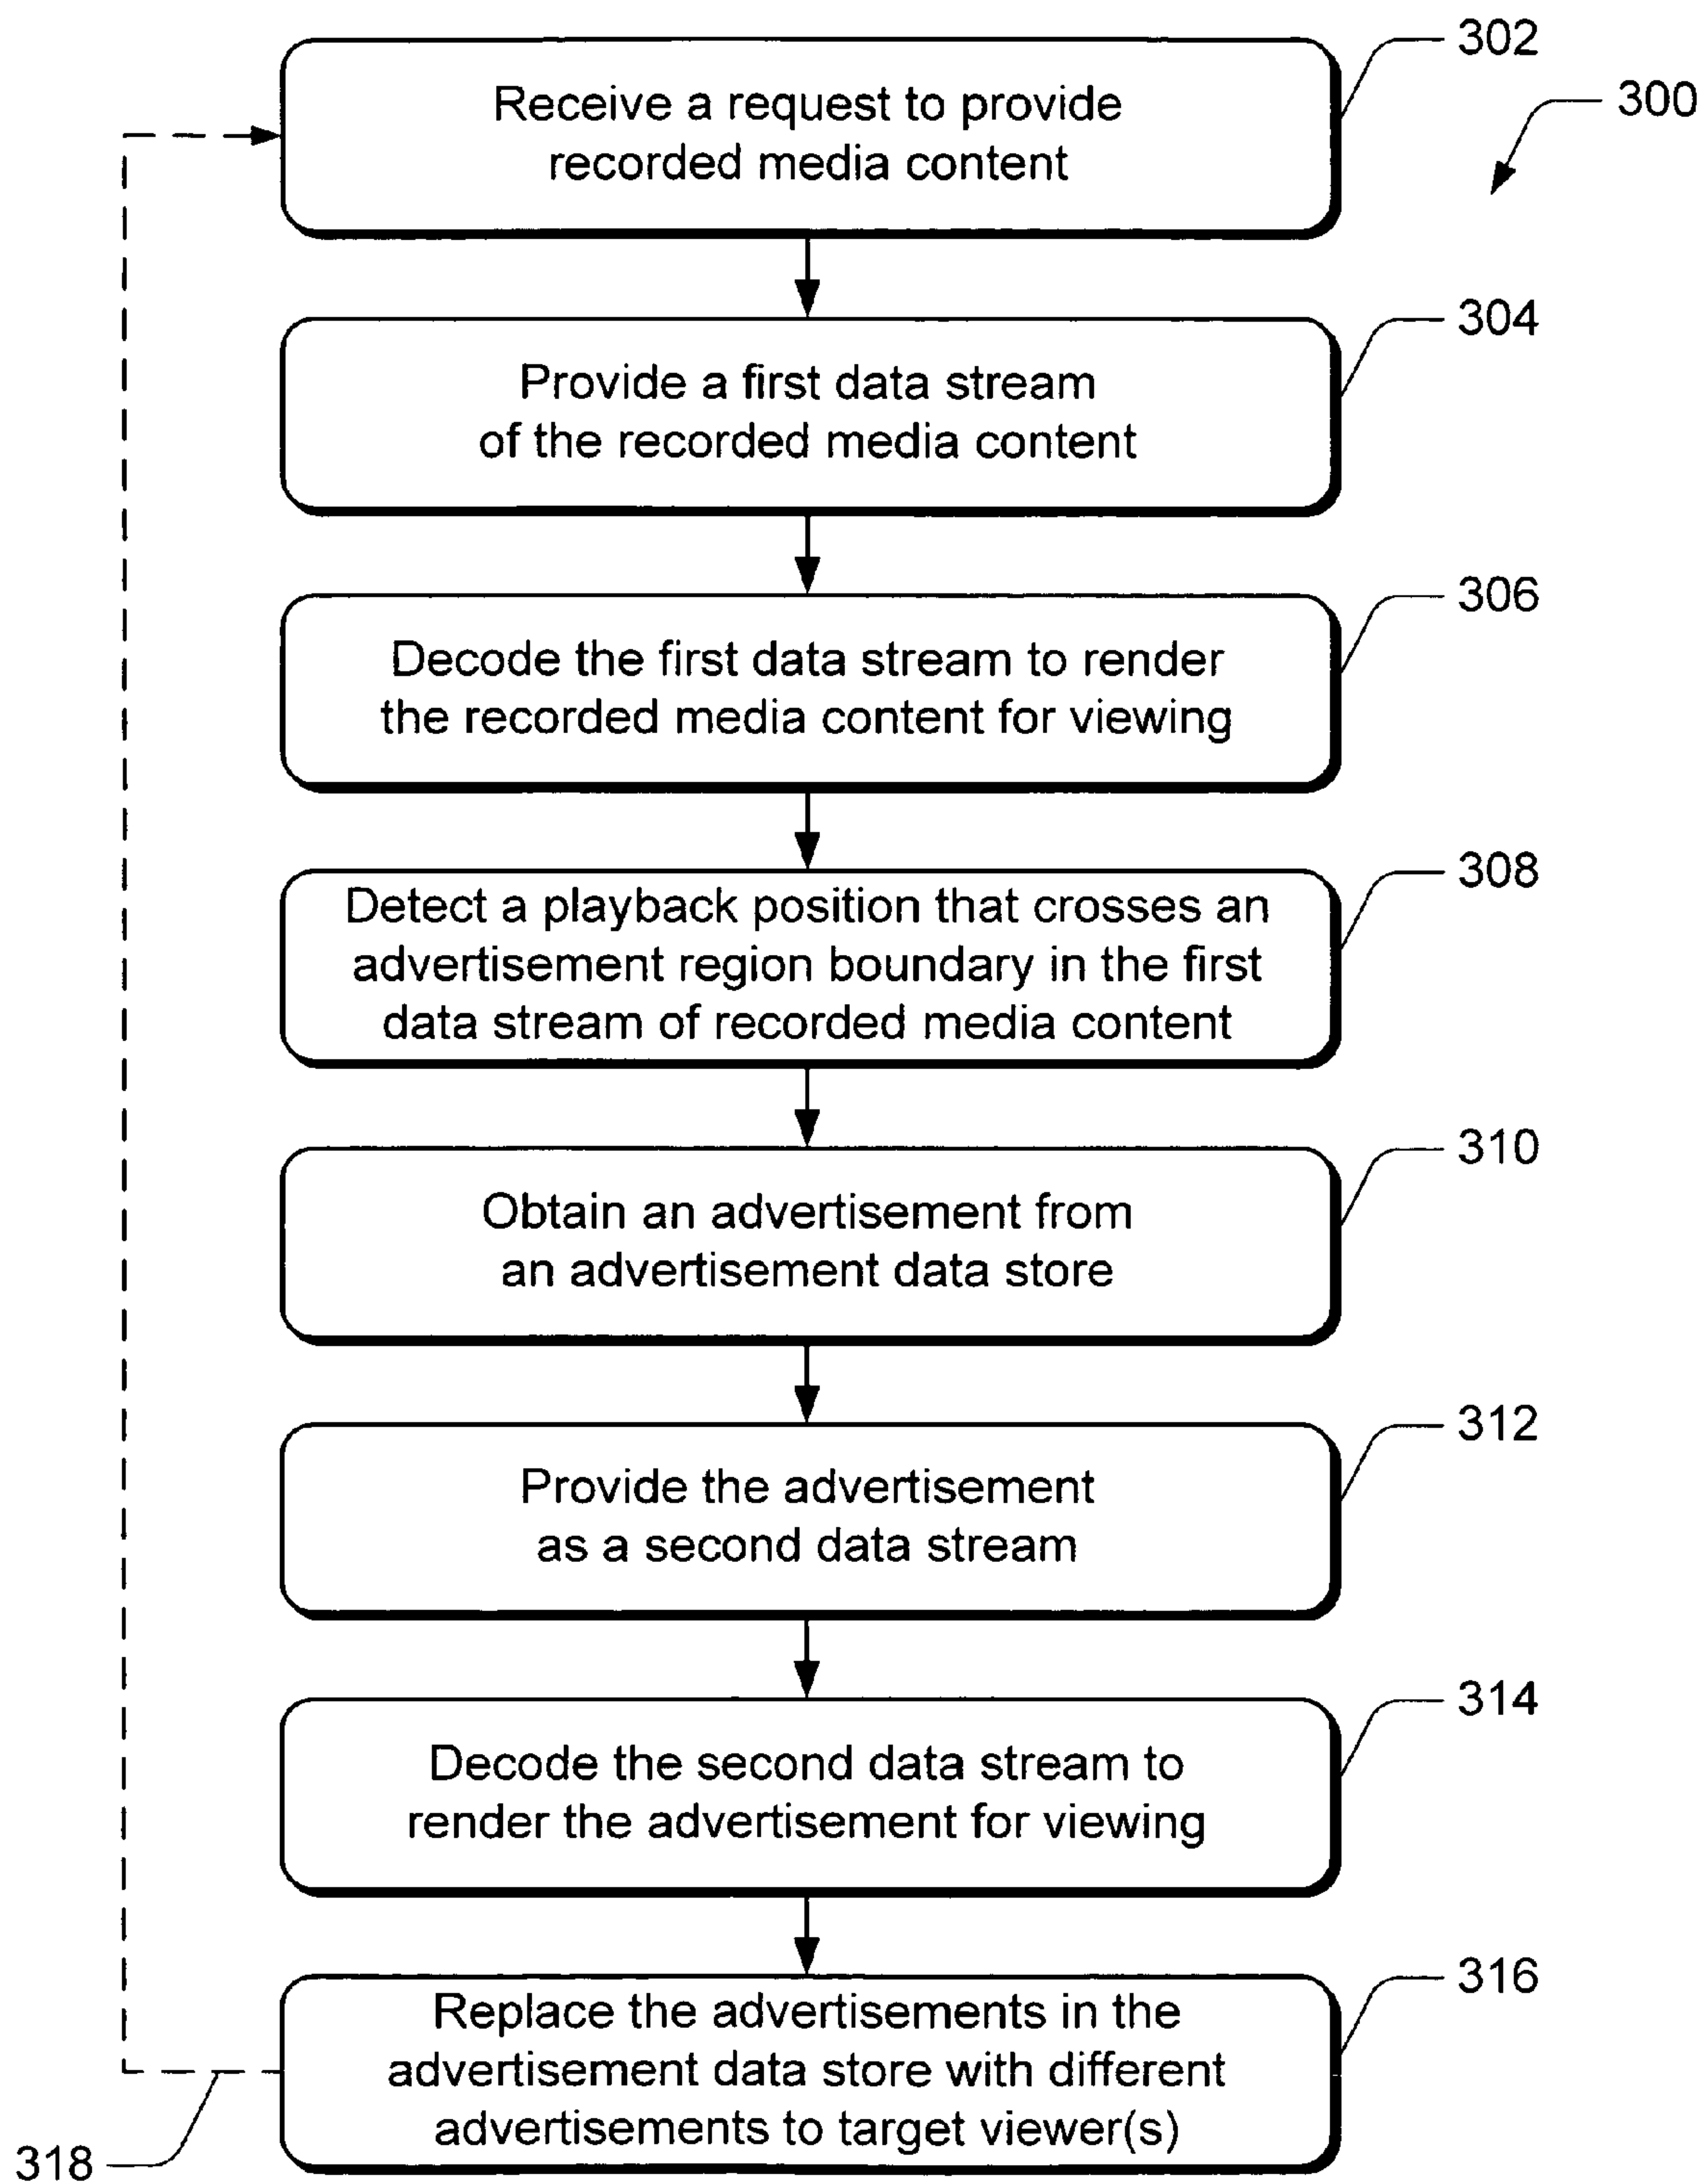 302
300
Receive a request to provide
recorded media content
304
Provide a first data stream
of the recorded media content
306
Decode the first data stream to render
the recorded media content for viewing
308
Detect a playback position that crosses an
advertisement region boundary in the first
data stream of recorded media content
310
Obtain an advertisement from
an advertisement data store
312
Provide the advertisement
as a second data stream
314
Decode the second data stream to
render the advertisement for viewing
316
Replace the advertisements in the
advertisement data store with different
advertisements to target viewer(s)
318